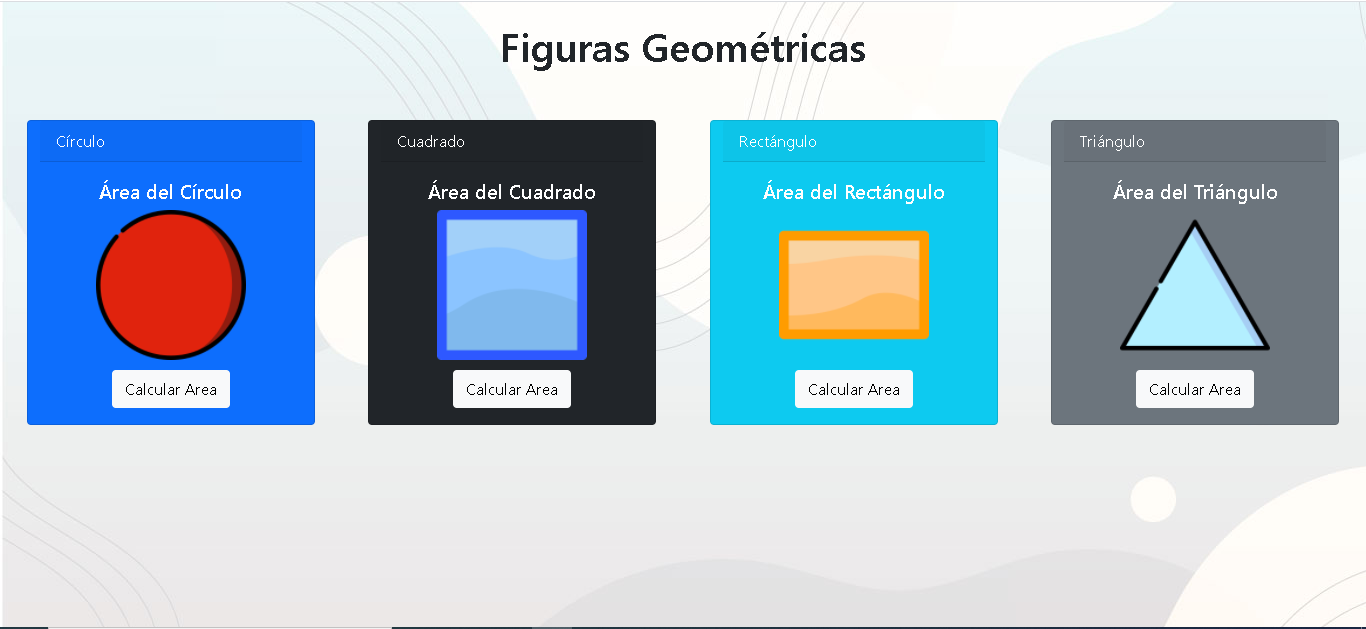 Figuras Geométricas
Círculo
Área del Círculo
Calcular Area
Cuadrado
Área del Cuadrado
Calcular Area
Rectángulo
Área del Rectángulo
Calcular Area
Triángulo
Área del Triángulo
Calcular Area